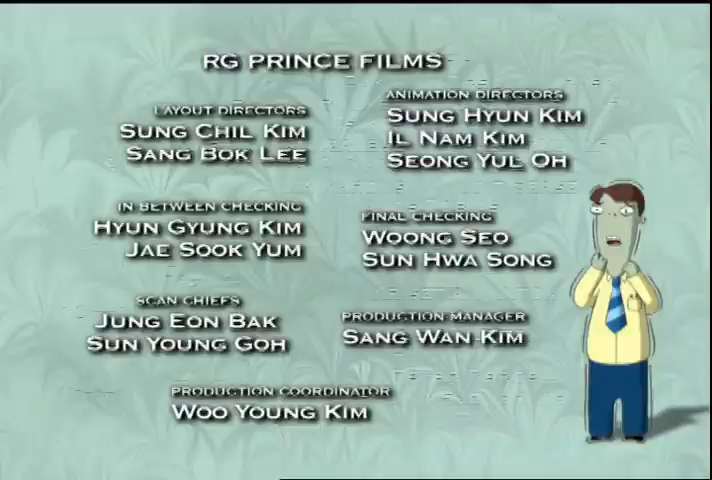 RG PRINCE FILMS
LAYOUT DIRECTORS
SUNG CHIL KIM
SANG BOK LEE
ANIMATION DIRECTORS
SUNG HYUN KIM
IL NAM KIM
SEONG YUL OH
IN BETWEEN CHECKING
HYUN GYUNG KIM
JAE SOOK YUM
FINAL CHECKING
WOONG SEO
SUN HWA SONG
SCAN CHIEFS
JUNG EON BAK
SUN YOUNG GOH
PRODUCTION MANAGER
SANG WAN KIM
PRODUCTION COORDINATOR
WOO YOUNG KIM